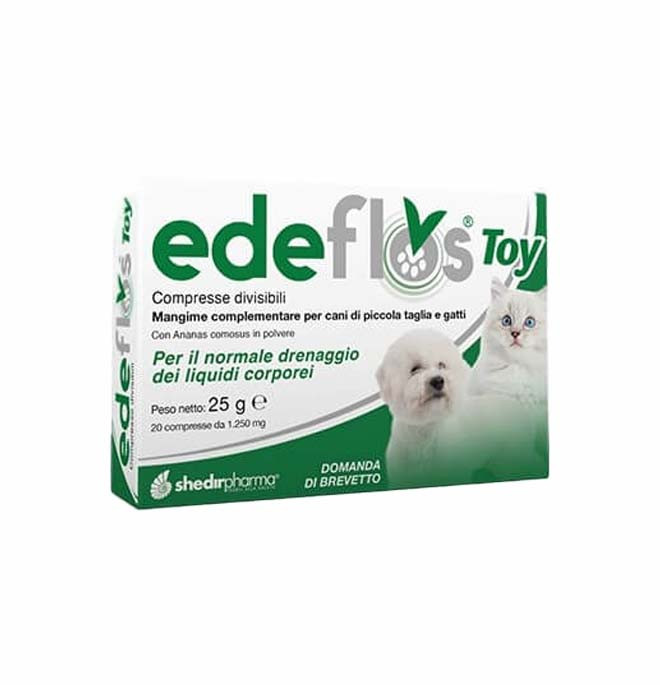 edeflos® Toy
Compresse divisibili
Mangime complementare per cani di piccola taglia e gatti
Con Ananas comosus in polvere
Per il normale drenaggio
dei liquidi corporei
Peso netto: 25 g ℮
20 compresse da 1.250 mg
shedirpharma®
DOMANDA
DI BREVETTO
edeflos Toy
Compresse divisibili